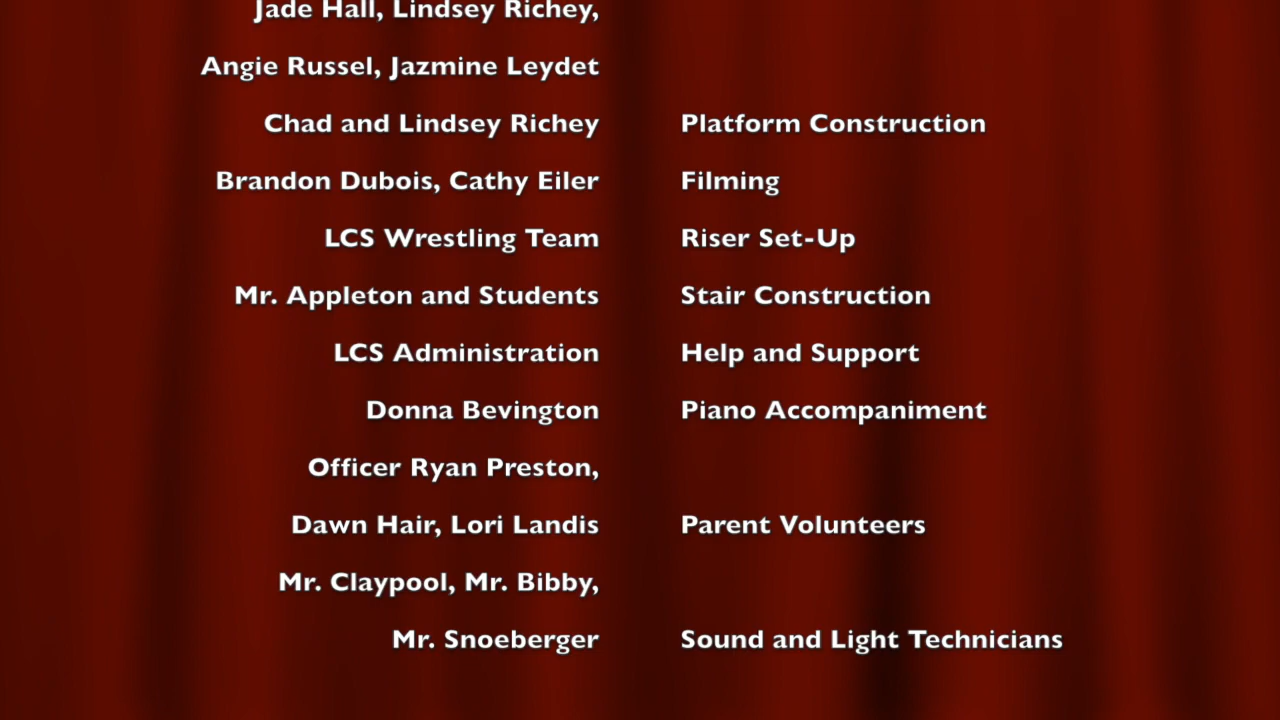 Jade Hall, Lindsey Richey,
Angie Russel, Jazmine Leydet
Chad and Lindsey Richey Platform Construction
Brandon Dubois, Cathy Eiler Filming
LCS Wrestling Team Riser Set-Up
Mr. Appleton and Students Stair Construction
LCS Administration Help and Support
Donna Bevington Piano Accompaniment
Officer Ryan Preston,
Dawn Hair, Lori Landis Parent Volunteers
Mr. Claypool, Mr. Bibby,
Mr. Snoeberger Sound and Light Technicians